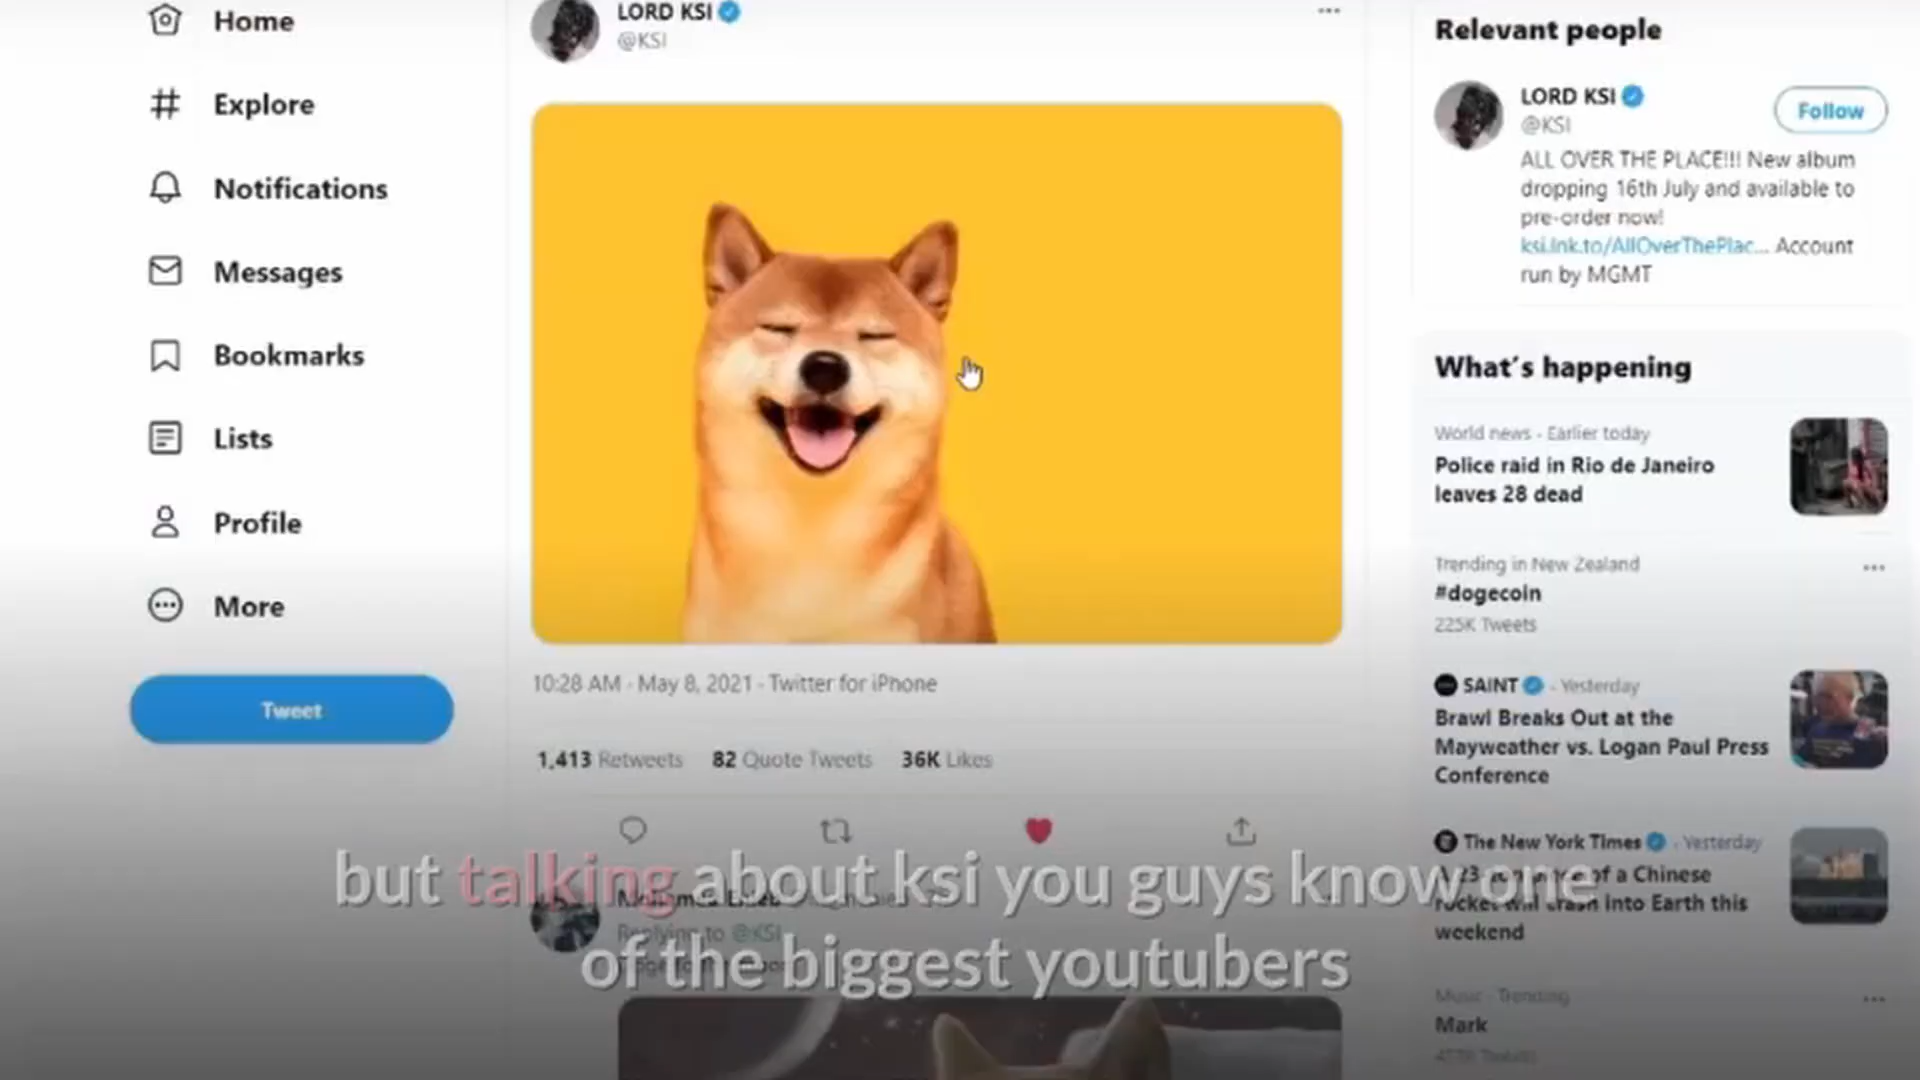 Home
Explore
Notifications
Messages
Bookmarks
Lists
Profile
More
Tweet
LORD KSI
@KSI
10:28 AM · May 8, 2021 · Twitter for iPhone
1,413 Retweets 82 Quote Tweets 36K Likes
Replying to @KSI
but talking about ksi you guys know one
of the biggest youtubers
Relevant people
LORD KSI
@KSI
Follow
ALL OVER THE PLACE!!! New album
dropping 16th July and available to
pre-order now!
ksi.lnk.to/AllOverThePlac... Account
run by MGMT
What's happening
World news · Earlier today
Police raid in Rio de Janeiro
leaves 28 dead
Trending in New Zealand
#dogecoin
225K Tweets
SAINT · Yesterday
Brawl Breaks Out at the
Mayweather vs. Logan Paul Press
Conference
The New York Times · Yesterday
of a Chinese
rocket will crash into Earth this
weekend
Music · Trending
Mark